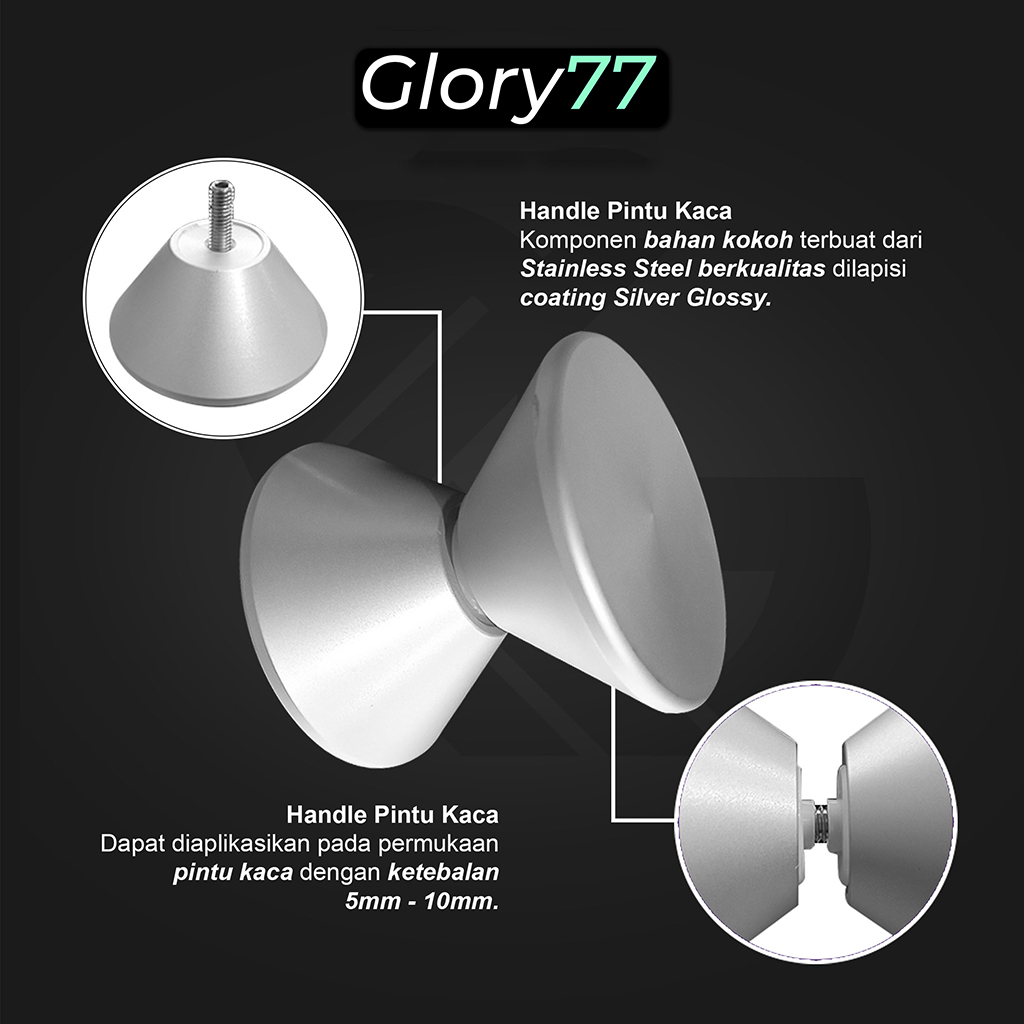 Glory77
Handle Pintu Kaca
Komponen bahan kokoh terbuat dari
Stainless Steel berkualitas dilapisi
coating Silver Glossy.
Handle Pintu Kaca
Dapat diaplikasikan pada permukaan
pintu kaca dengan ketebalan
5mm - 10mm.